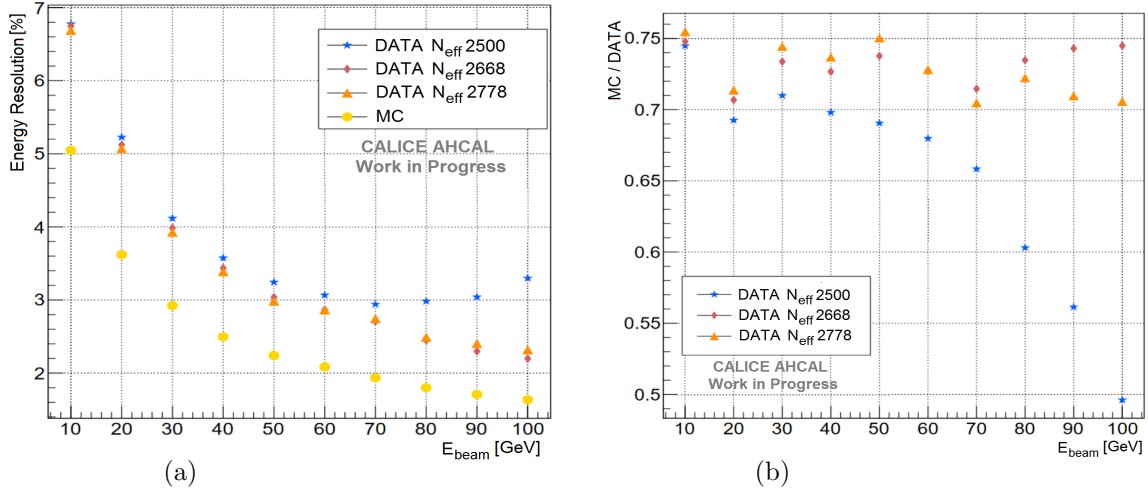 Energy Resolution [%]
7
6
5
4
3
2
DATA N_eff 2500
DATA N_eff 2668
DATA N_eff 2778
MC
CALICE AHCAL
Work in Progress
10 20 30 40 50 60 70 80 90 100
E_beam [GeV]
(a)
MC / DATA
0.75
0.7
0.65
0.6
0.55
0.5
DATA N_eff 2500
DATA N_eff 2668
DATA N_eff 2778
CALICE AHCAL
Work in Progress
10 20 30 40 50 60 70 80 90 100
E_beam [GeV]
(b)